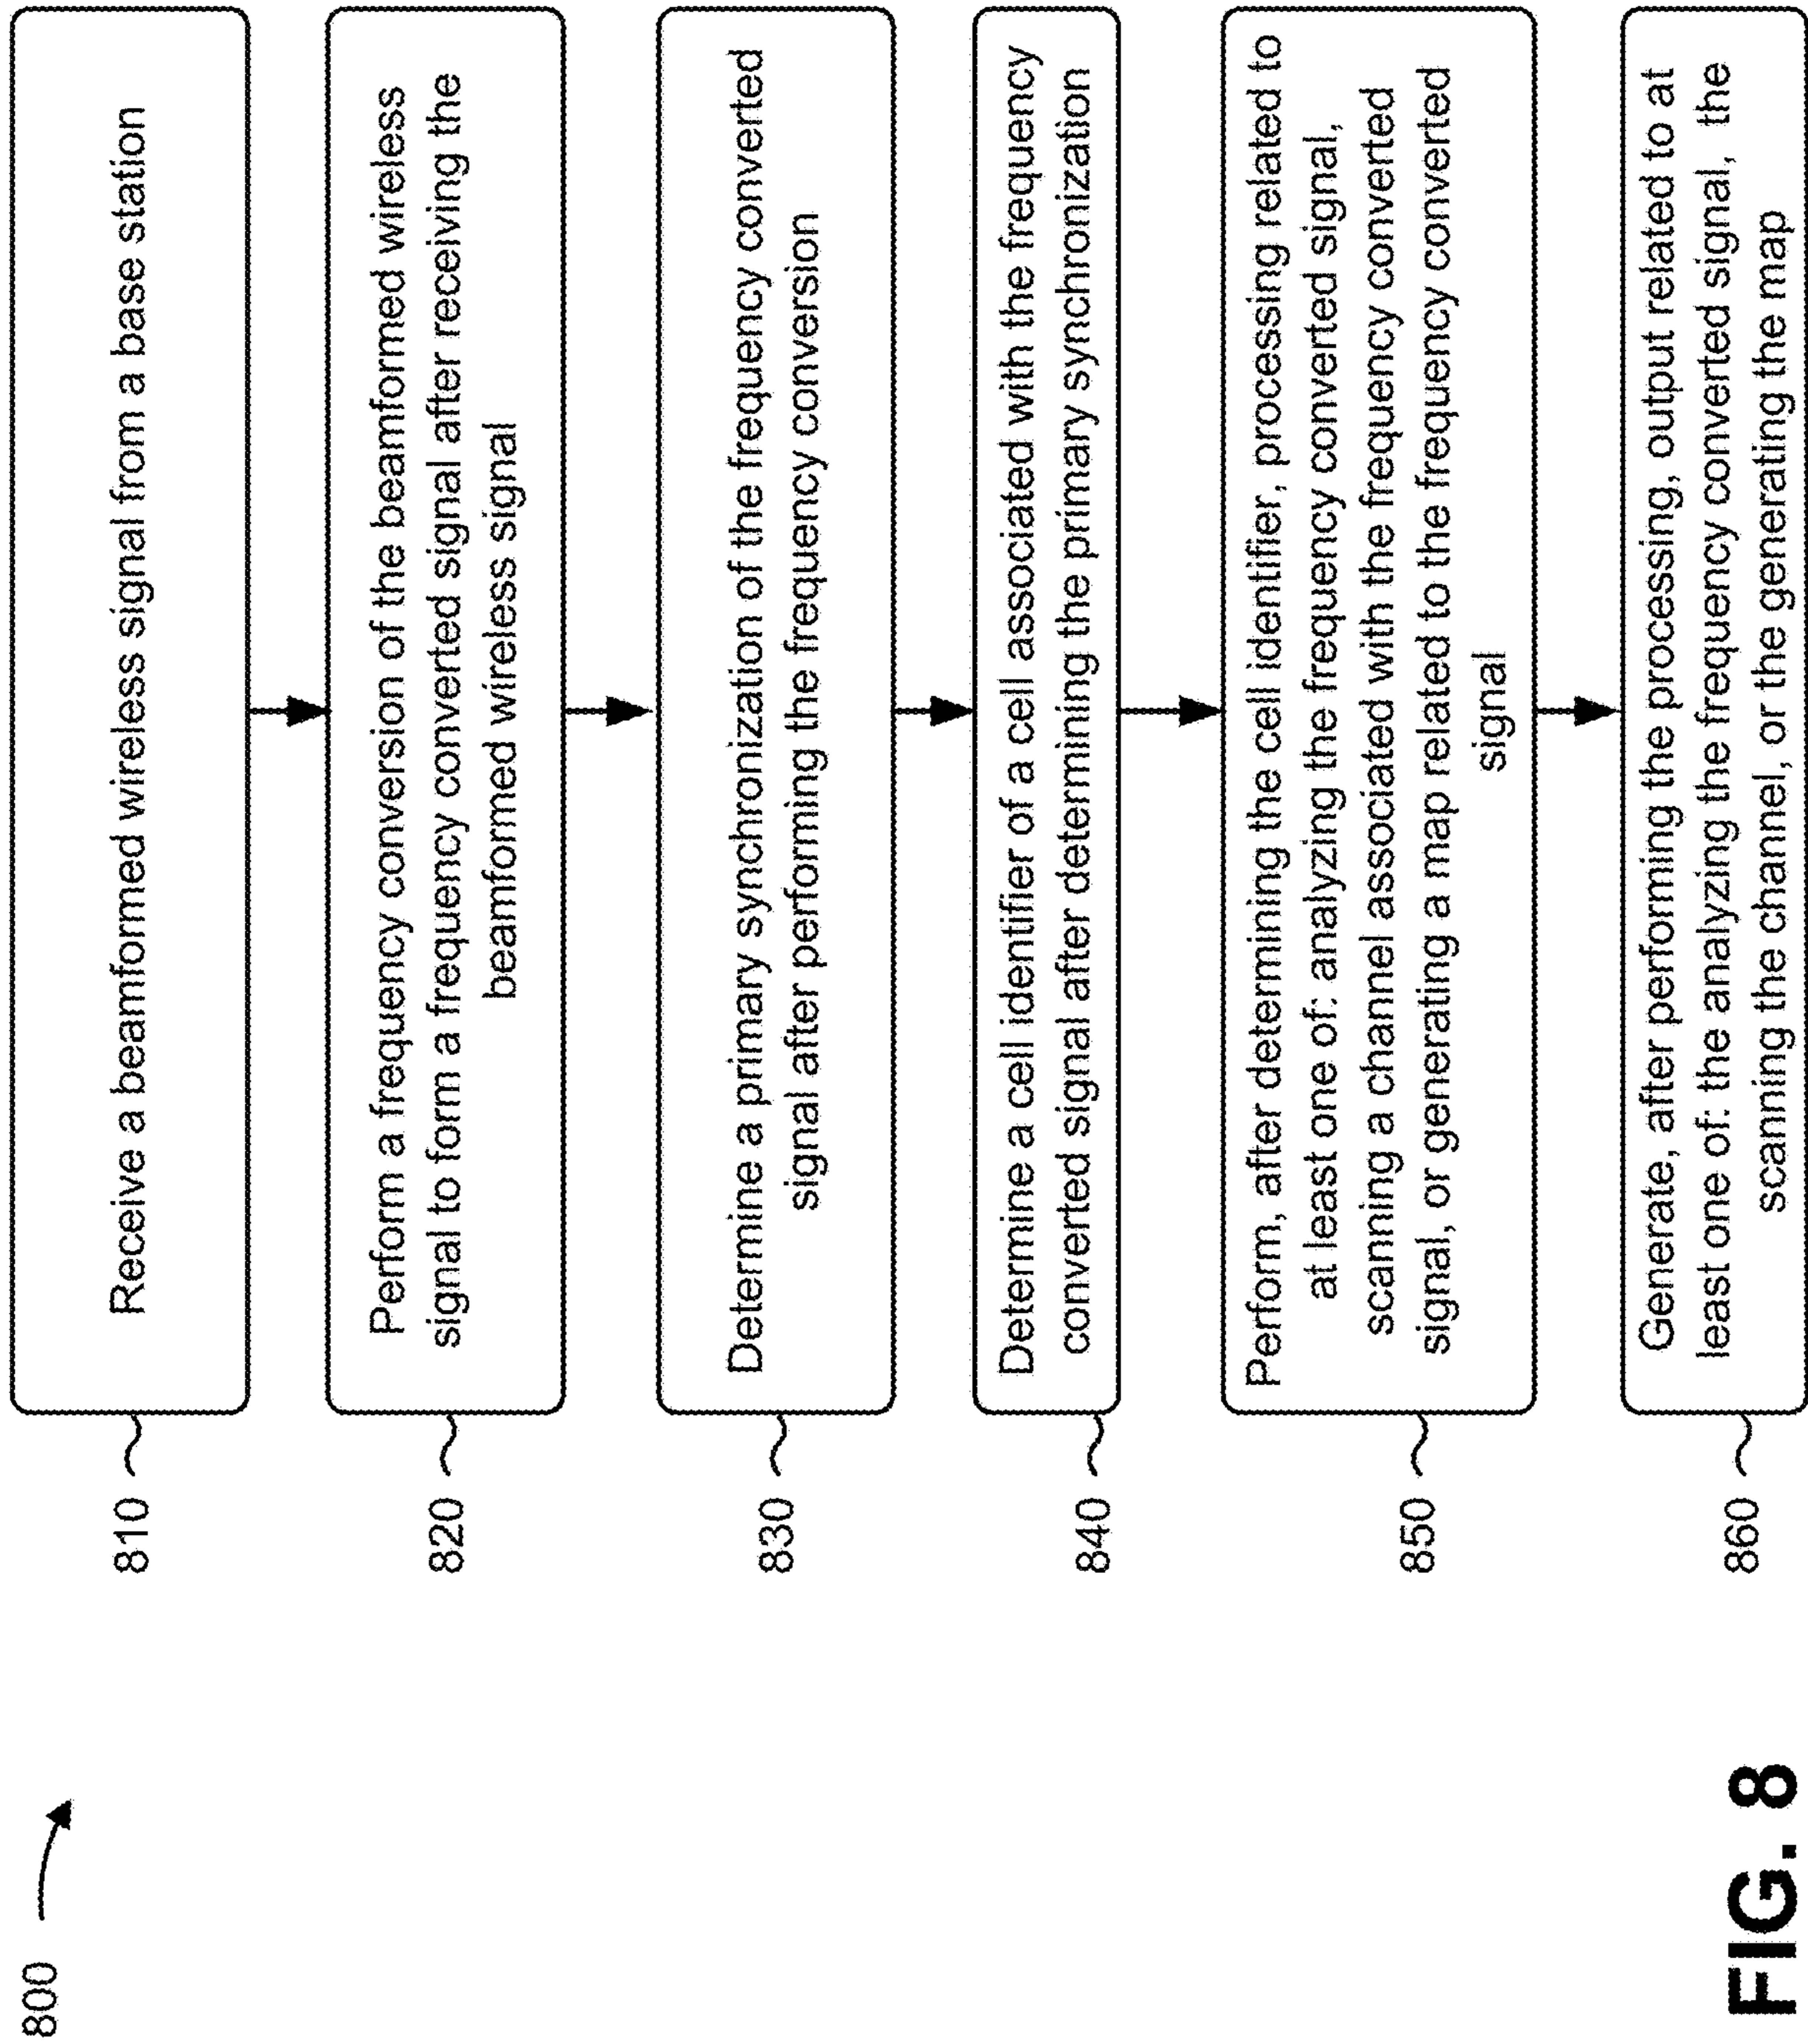 800
810
Receive a beamformed wireless signal from a base station
820
Perform a frequency conversion of the beamformed wireless
signal to form a frequency converted signal after receiving the
beamformed wireless signal
830
Determine a primary synchronization of the frequency converted
signal after performing the frequency conversion
840
Determine a cell identifier of a cell associated with the frequency
converted signal after determining the primary synchronization
850
Perform, after determining the cell identifier, processing related to
at least one of: analyzing the frequency converted signal,
scanning a channel associated with the frequency converted
signal, or generating a map related to the frequency converted
signal
860
Generate, after performing the processing, output related to at
least one of: the analyzing the frequency converted signal, the
scanning the channel, or the generating the map
FIG. 8